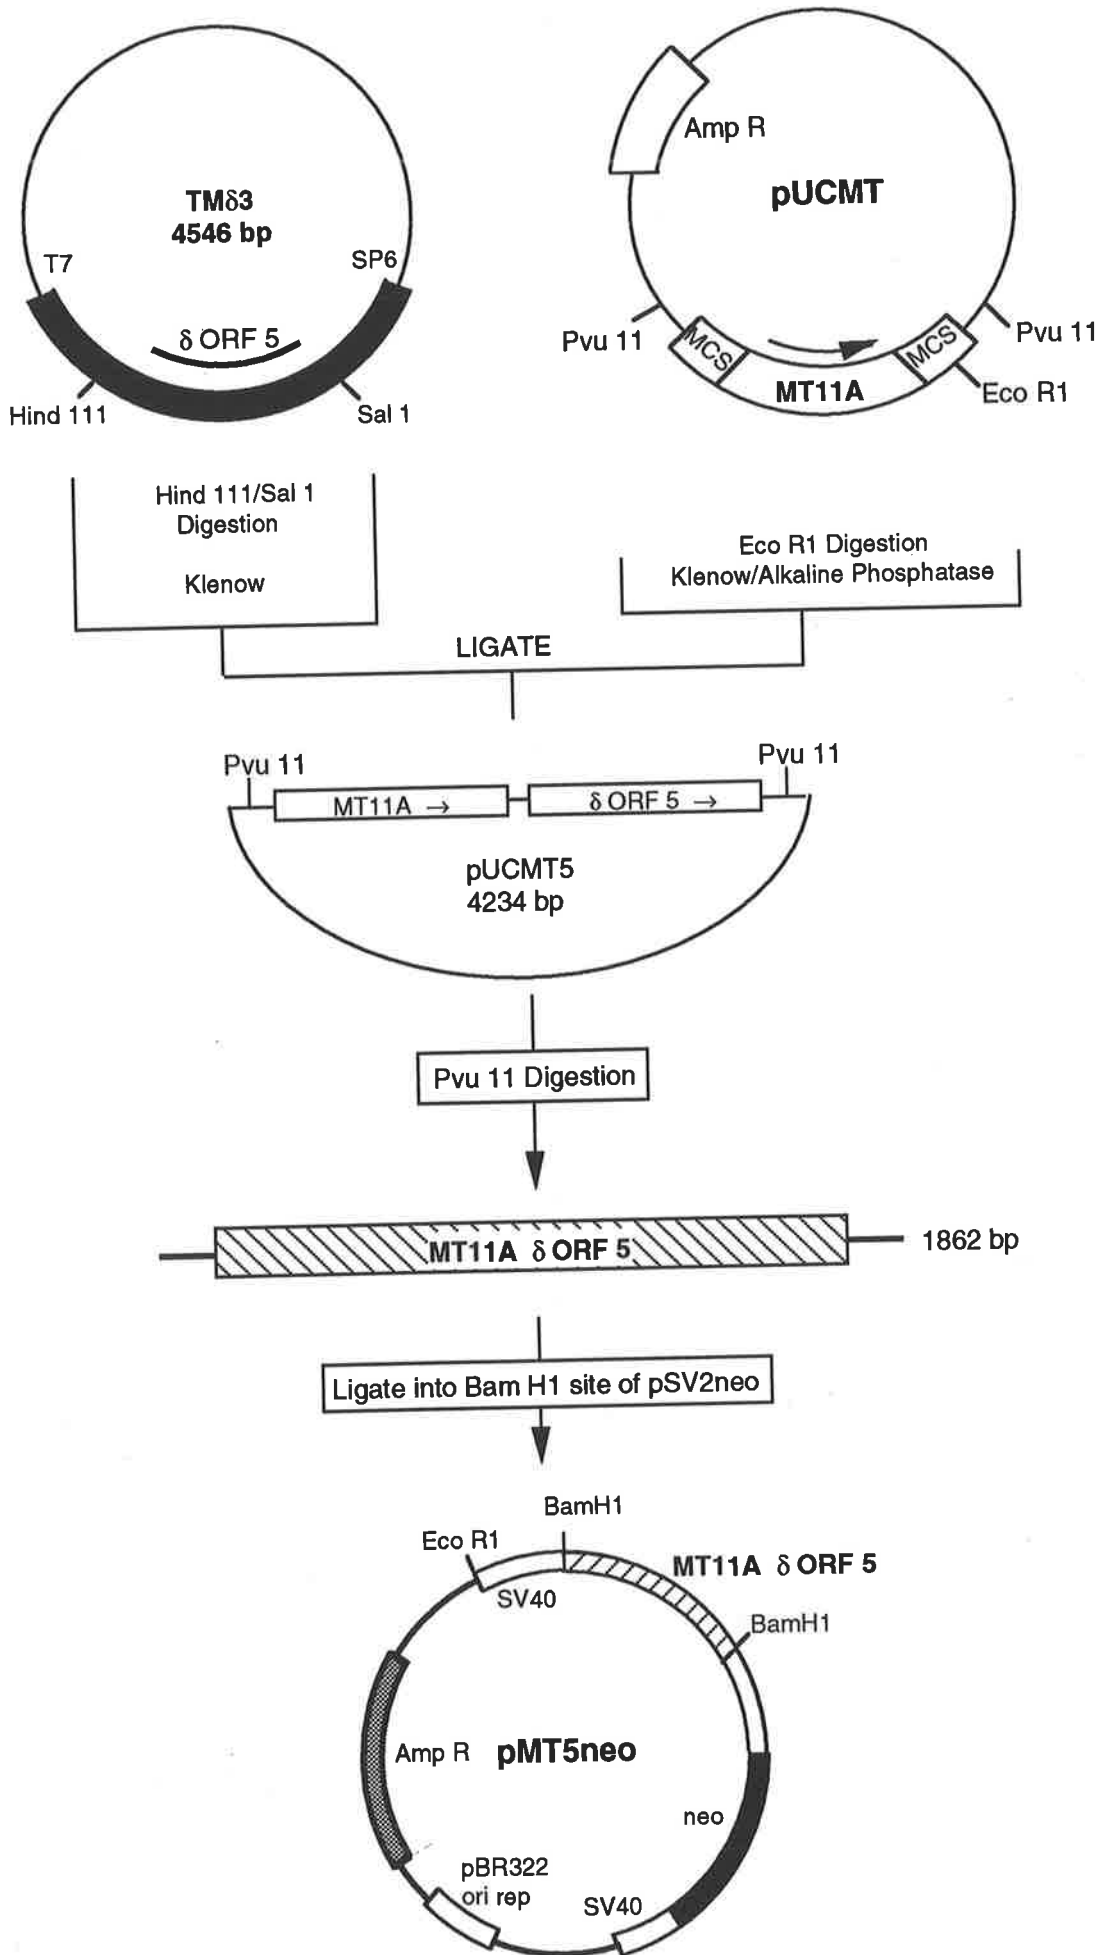 TMδ3
4546 bp
T7
SP6
δ ORF 5
Hind 111
Sal 1
Amp R
pUCMT
Pvu 11
Pvu 11
MCS
MCS
MT11A
Eco R1
Hind 111/Sal 1
Digestion
Klenow
Eco R1 Digestion
Klenow/Alkaline Phosphatase
LIGATE
Pvu 11
Pvu 11
MT11A →
δ ORF 5 →
pUCMT5
4234 bp
Pvu 11 Digestion
MT11A δ ORF 5
1862 bp
Ligate into Bam H1 site of pSV2neo
BamH1
Eco R1
MT11A δ ORF 5
SV40
BamH1
Amp R
pMT5neo
neo
pBR322
ori rep
SV40